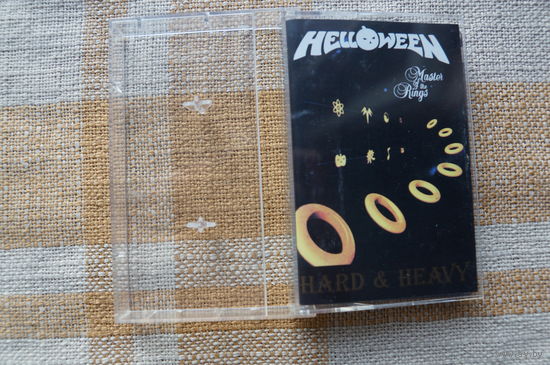 HELLOWEEN
Master
of the
Rings
HARD & HEAVY